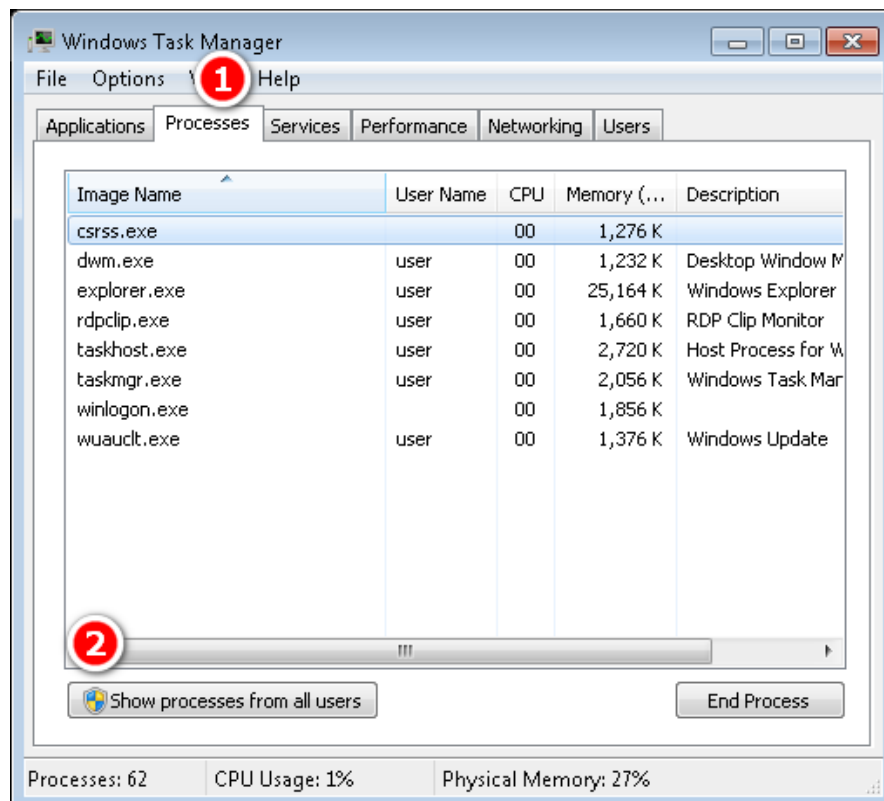 Windows Task Manager
File Options V 1 Help
Applications Processes Services Performance Networking Users
Image Name User Name CPU Memory (... Description
csrss.exe 00 1,276 K
dwm.exe user 00 1,232 K Desktop Window M
explorer.exe user 00 25,164 K Windows Explorer
rdpclip.exe user 00 1,660 K RDP Clip Monitor
taskhost.exe user 00 2,720 K Host Process for W
taskmgr.exe user 00 2,056 K Windows Task Man
winlogon.exe 00 1,856 K
wuauclt.exe user 00 1,376 K Windows Update
2
Show processes from all users End Process
Processes: 62 CPU Usage: 1% Physical Memory: 27%